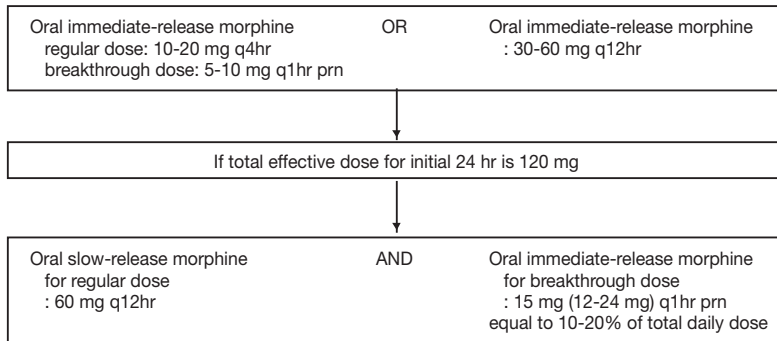 Oral immediate-release morphine
regular dose: 10-20 mg q4hr
breakthrough dose: 5-10 mg q1hr prn
OR
Oral immediate-release morphine
: 30-60 mg q12hr
If total effective dose for initial 24 hr is 120 mg
Oral slow-release morphine
for regular dose
: 60 mg q12hr
AND
Oral immediate-release morphine
for breakthrough dose
: 15 mg (12-24 mg) q1hr prn
equal to 10-20% of total daily dose